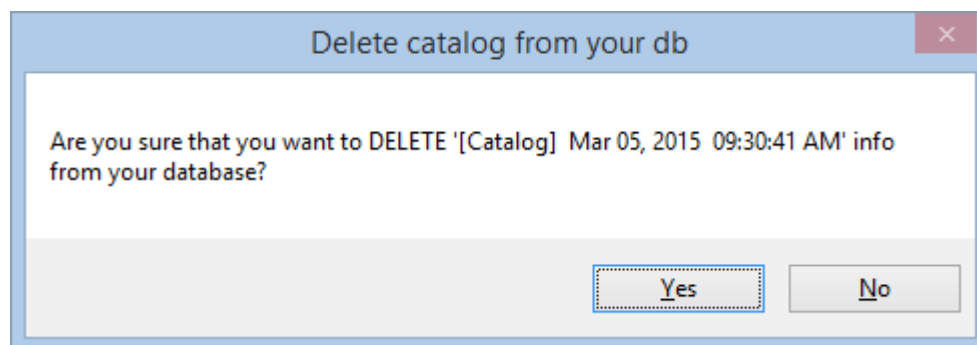 Delete catalog from your db
Are you sure that you want to DELETE '[Catalog]  Mar 05, 2015  09:30:41 AM' info
from your database?
Yes
No